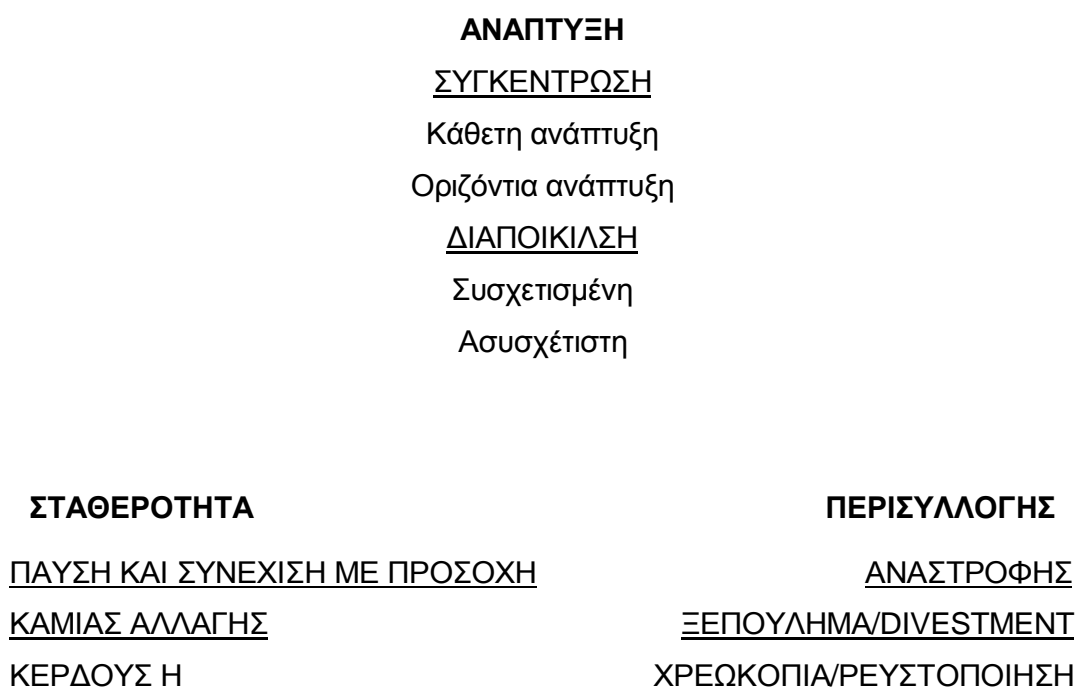 ΑΝΑΠΤΥΞΗ
ΣΥΓΚΕΝΤΡΩΣΗ
Κάθετη ανάπτυξη
Οριζόντια ανάπτυξη
ΔΙΑΠΟΙΚΙΛΣΗ
Συσχετισμένη
Ασυσχέτιστη
ΣΤΑΘΕΡΟΤΗΤΑ
ΠΑΥΣΗ ΚΑΙ ΣΥΝΕΧΙΣΗ ΜΕ ΠΡΟΣΟΧΗ
ΚΑΜΙΑΣ ΑΛΛΑΓΗΣ
ΚΕΡΔΟΥΣ Η
ΠΕΡΙΣΥΛΛΟΓΗΣ
ΑΝΑΣΤΡΟΦΗΣ
ΞΕΠΟΥΛΗΜΑ/DIVESTMENT
ΧΡΕΩΚΟΠΙΑ/ΡΕΥΣΤΟΠΟΙΗΣΗ